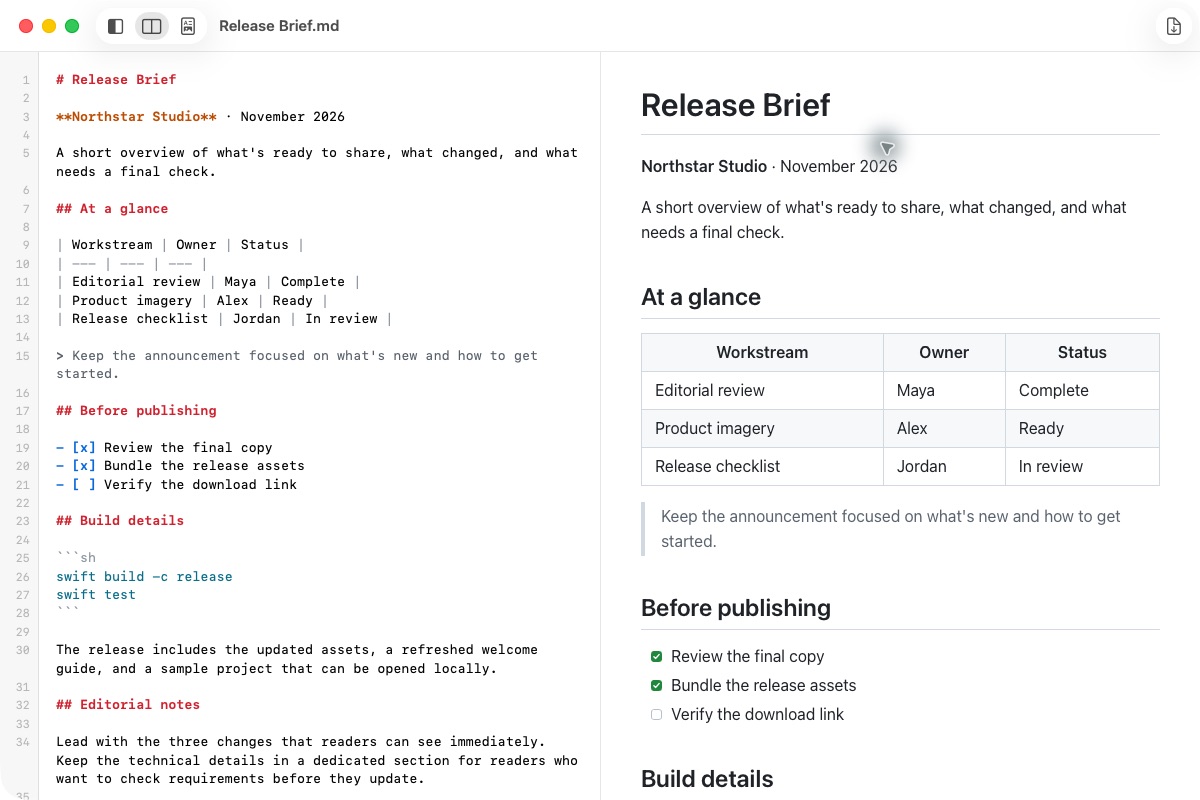 Release Brief.md
1 # Release Brief
2
3 **Northstar Studio** · November 2026
4
5 A short overview of what's ready to share, what changed, and what
needs a final check.
6
7 ## At a glance
8
9 | Workstream | Owner | Status |
10 | --- | --- | --- |
11 | Editorial review | Maya | Complete |
12 | Product imagery | Alex | Ready |
13 | Release checklist | Jordan | In review |
14
15 > Keep the announcement focused on what's new and how to get
started.
16
17 ## Before publishing
18
19 - [x] Review the final copy
20 - [x] Bundle the release assets
21 - [ ] Verify the download link
22
23 ## Build details
24
25 ```sh
26 swift build -c release
27 swift test
28 ```
29
30 The release includes the updated assets, a refreshed welcome
guide, and a sample project that can be opened locally.
31
32 ## Editorial notes
33
34 Lead with the three changes that readers can see immediately.
Keep the technical details in a dedicated section for readers who
want to check requirements before they update.
35
Release Brief
Northstar Studio · November 2026
A short overview of what's ready to share, what changed, and what
needs a final check.
At a glance
Workstream Owner Status
Editorial review Maya Complete
Product imagery Alex Ready
Release checklist Jordan In review
Keep the announcement focused on what's new and how to get
started.
Before publishing
Review the final copy
Bundle the release assets
Verify the download link
Build details